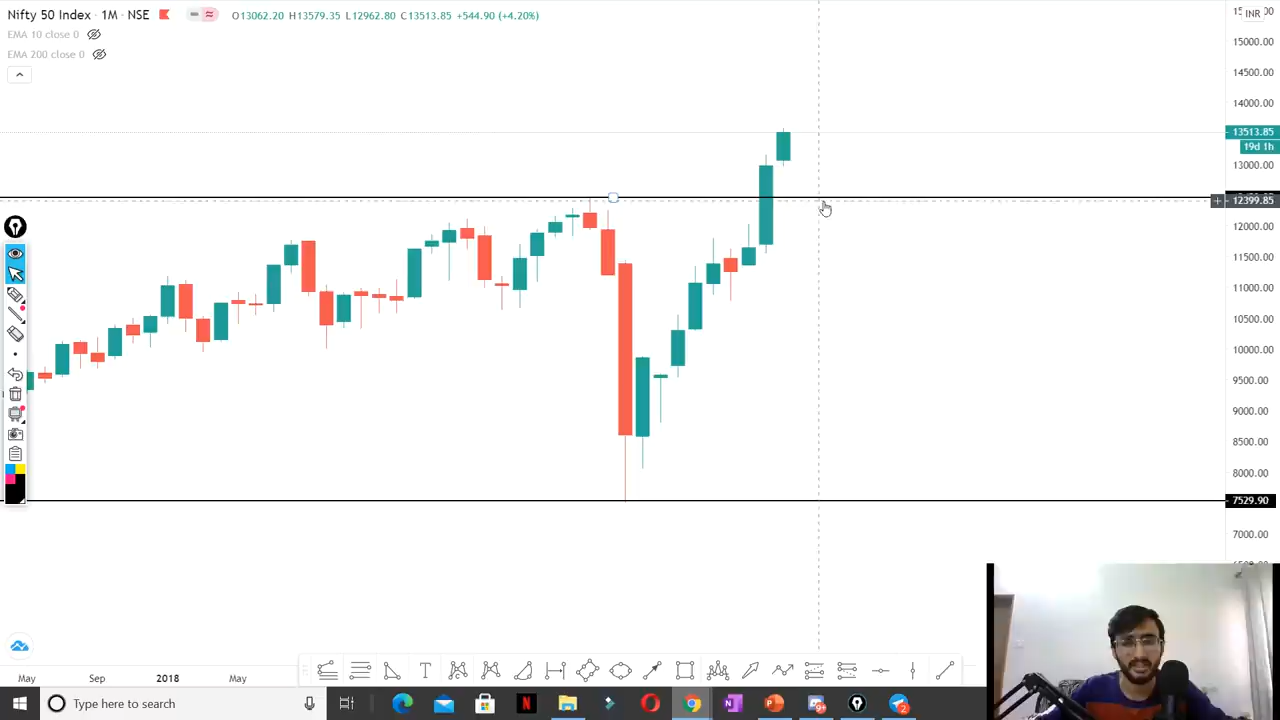 Nifty 50 Index · 1M · NSE
O13062.20 H13579.35 L12962.80 C13513.85 +544.90 (+4.20%)
EMA 10 close 0
EMA 200 close 0
INR
15000.00
14500.00
14000.00
13513.85
19d 1h
13000.00
12399.85
12000.00
11500.00
11000.00
10500.00
10000.00
9500.00
9000.00
8500.00
8000.00
7529.90
7000.00
May
Sep
2018
May
Type here to search